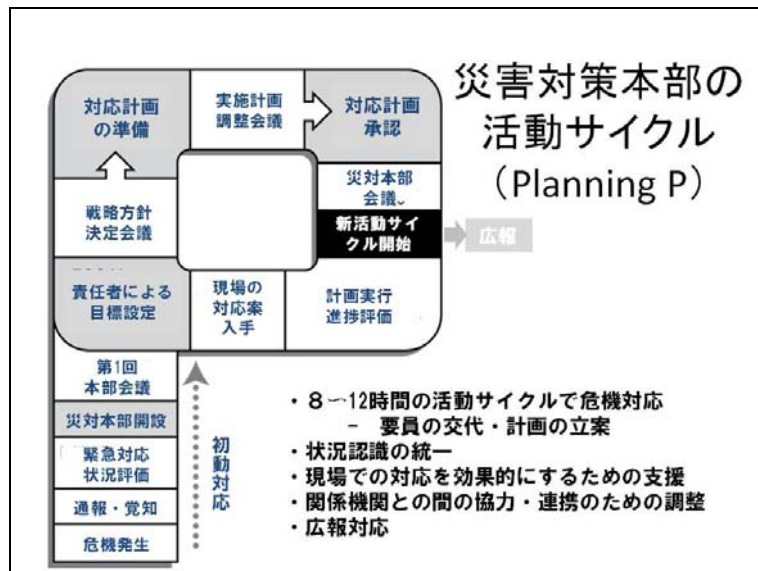 災害対策本部の
活動サイクル
（Planning P）
対応計画
の準備
実施計画
調整会議
対応計画
承認
災対本部
会議
新活動サイ
クル開始
広報
戦略方針
決定会議
責任者による
目標設定
現場の
対応案
入手
計画実行
進捗評価
第1回
本部会議
災対本部開設
緊急対応
状況評価
通報・覚知
危機発生
初動対応
・８－12時間の活動サイクルで危機対応
－ 要員の交代・計画の立案
・状況認識の統一
・現場での対応を効果的にするための支援
・関係機関との間の協力・連携のための調整
・広報対応